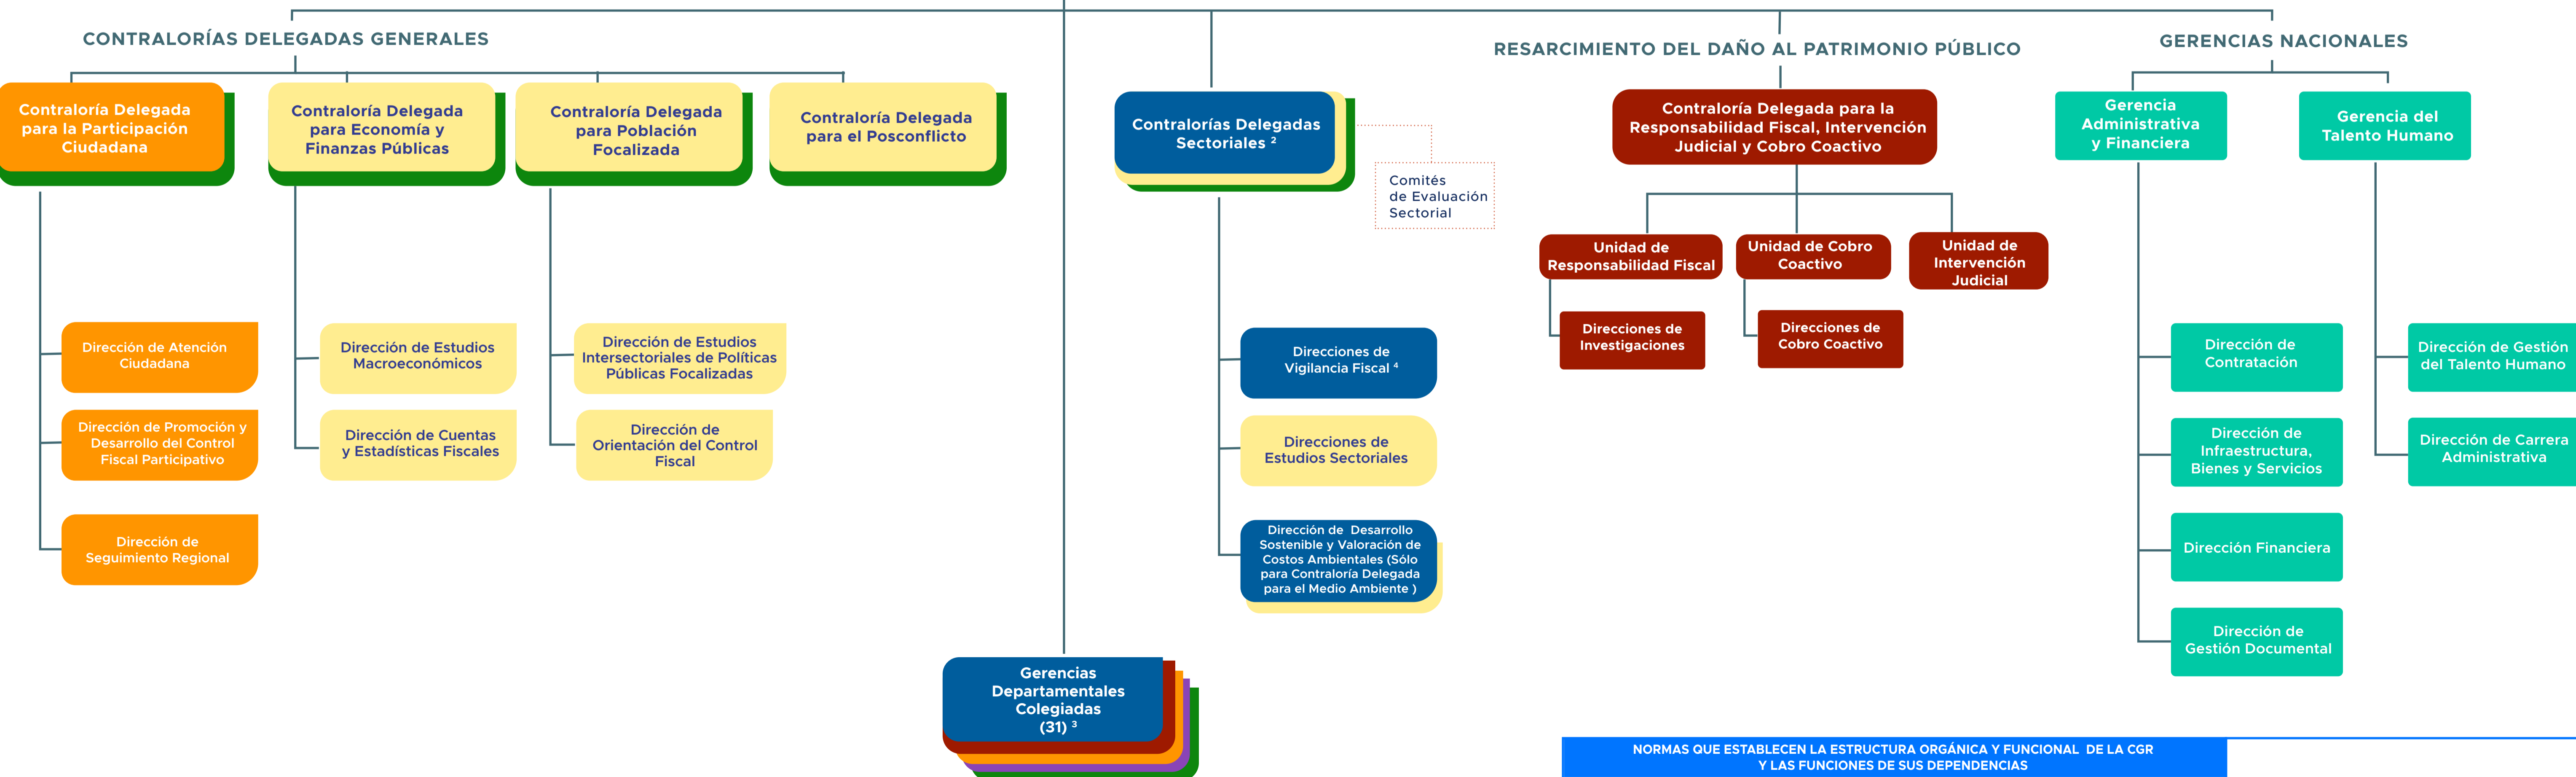 CONTRALORÍAS DELEGADAS GENERALES
RESARCIMIENTO DEL DAÑO AL PATRIMONIO PÚBLICO
GERENCIAS NACIONALES
Contraloría Delegada
para la Participación
Ciudadana
Contraloría Delegada
para Economía y
Finanzas Públicas
Contraloría Delegada
para Población
Focalizada
Contraloría Delegada
para el Posconflicto
Contralorías Delegadas
Sectoriales ²
Comités
de Evaluación
Sectorial
Contraloría Delegada para la
Responsabilidad Fiscal, Intervención
Judicial y Cobro Coactivo
Gerencia
Administrativa
y Financiera
Gerencia del
Talento Humano
Unidad de
Responsabilidad Fiscal
Unidad de Cobro
Coactivo
Unidad de
Intervención
Judicial
Direcciones de
Investigaciones
Direcciones de
Cobro Coactivo
Dirección de Atención
Ciudadana
Dirección de Promoción y
Desarrollo del Control
Fiscal Participativo
Dirección de
Seguimiento Regional
Dirección de Estudios
Macroeconómicos
Dirección de Cuentas
y Estadísticas Fiscales
Dirección de Estudios
Intersectoriales de Políticas
Públicas Focalizadas
Dirección de
Orientación del Control
Fiscal
Direcciones de
Vigilancia Fiscal ⁴
Direcciones de
Estudios Sectoriales
Dirección de Desarrollo
Sostenible y Valoración de
Costos Ambientales (Sólo
para Contraloría Delegada
para el Medio Ambiente )
Dirección de
Contratación
Dirección de
Infraestructura,
Bienes y Servicios
Dirección Financiera
Dirección de
Gestión Documental
Dirección de Gestión
del Talento Humano
Dirección de Carrera
Administrativa
Gerencias
Departamentales
Colegiadas
(31) ³
NORMAS QUE ESTABLECEN LA ESTRUCTURA ORGÁNICA Y FUNCIONAL DE LA CGR
Y LAS FUNCIONES DE SUS DEPENDENCIAS